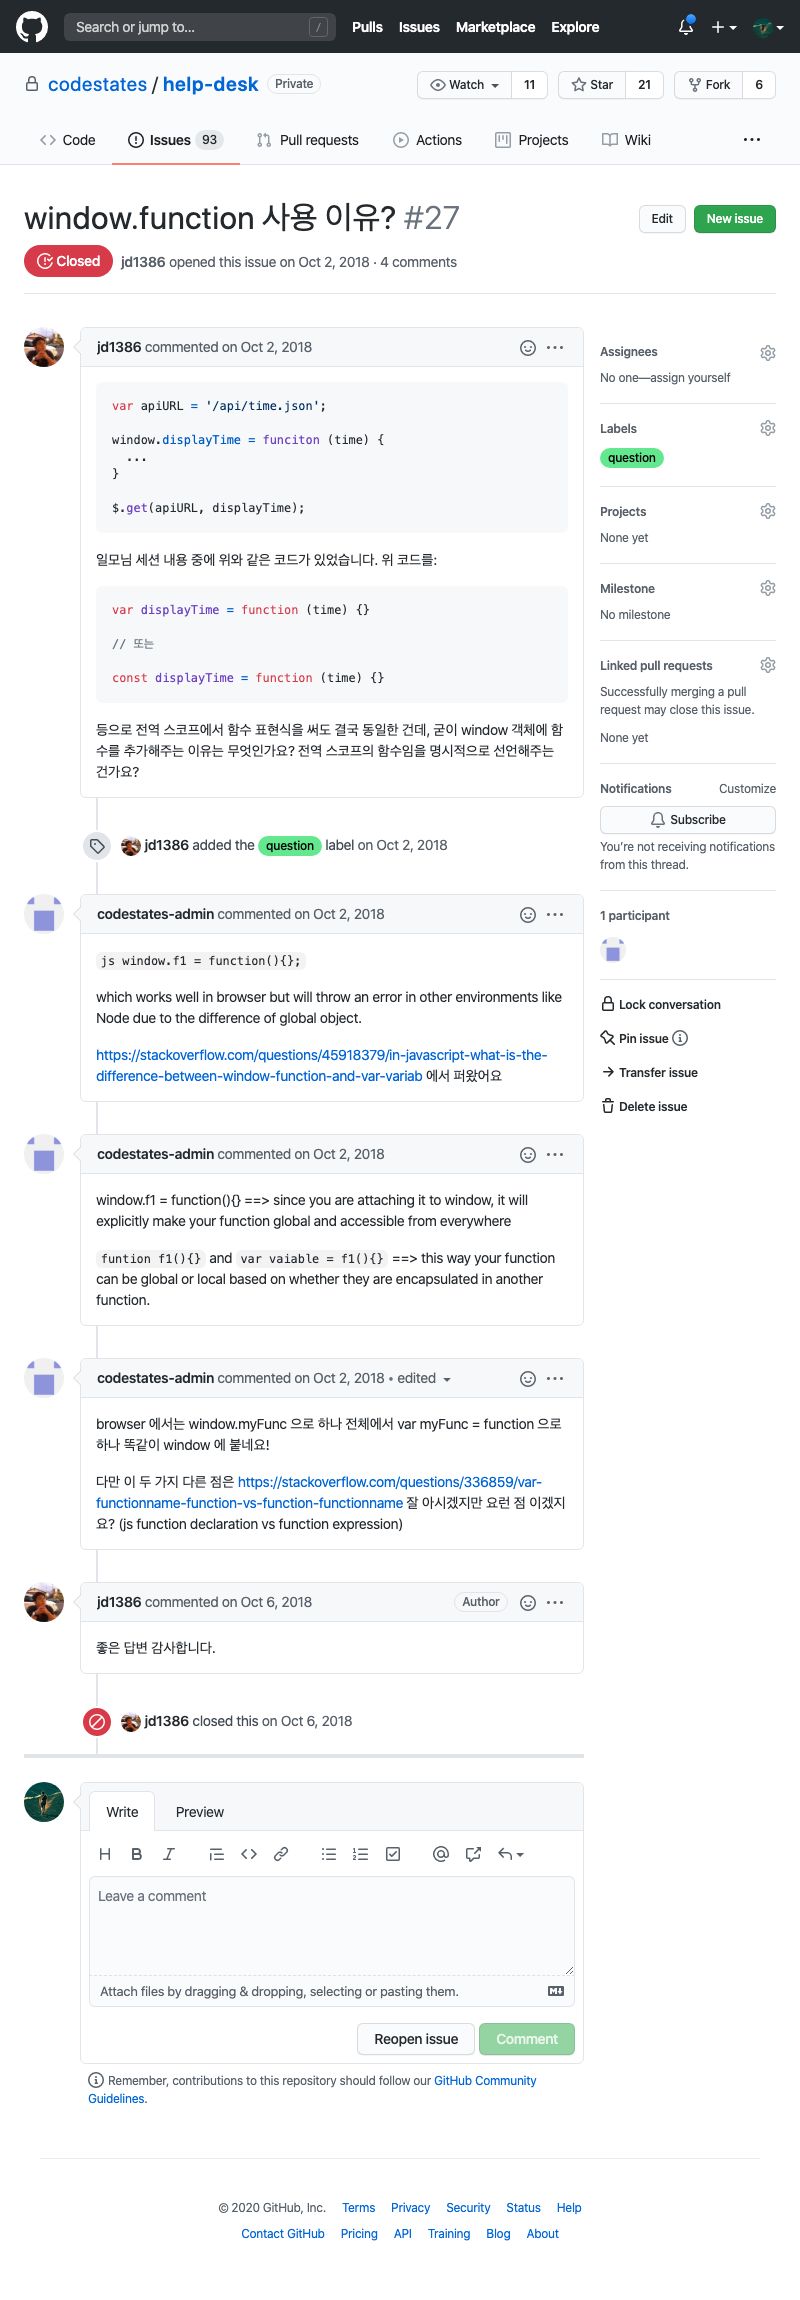 Search or jump to... /
Pulls Issues Marketplace Explore
codestates / help-desk Private
Watch 11 Star 21 Fork 6
Code Issues 93 Pull requests Actions Projects Wiki ...
window.function 사용 이유? #27
Edit New issue
Closed jd1386 opened this issue on Oct 2, 2018 · 4 comments
jd1386 commented on Oct 2, 2018
var apiURL = '/api/time.json';
window.displayTime = funciton (time) {
...
}
$.get(apiURL, displayTime);
일모님 세션 내용 중에 위와 같은 코드가 있었습니다. 위 코드를:
var displayTime = function (time) {}
// 또는
const displayTime = function (time) {}
등으로 전역 스코프에서 함수 표현식을 써도 결국 동일한 건데, 굳이 window 객체에 함
수를 추가해주는 이유는 무엇인가요? 전역 스코프의 함수임을 명시적으로 선언해주는
건가요?
jd1386 added the question label on Oct 2, 2018
codestates-admin commented on Oct 2, 2018
js window.f1 = function(){};
which works well in browser but will throw an error in other environments like
Node due to the difference of global object.
https://stackoverflow.com/questions/45918379/in-javascript-what-is-the-
difference-between-window-function-and-var-variab 에서 퍼왔어요
codestates-admin commented on Oct 2, 2018
window.f1 = function(){} ==> since you are attaching it to window, it will
explicitly make your function global and accessible from everywhere
funtion f1(){} and var vaiable = f1(){} ==> this way your function
can be global or local based on whether they are encapsulated in another
function.
codestates-admin commented on Oct 2, 2018 • edited
browser 에서는 window.myFunc 으로 하나 전체에서 var myFunc = function 으로
하나 똑같이 window 에 붙네요!
다만 이 두 가지 다른 점은 https://stackoverflow.com/questions/336859/var-
functionname-function-vs-function-functionname 잘 아시겠지만 요런 점 이겠지
요? (js function declaration vs function expression)
jd1386 commented on Oct 6, 2018 Author
좋은 답변 감사합니다.
jd1386 closed this on Oct 6, 2018
Assignees
No one—assign yourself
Labels
question
Projects
None yet
Milestone
No milestone
Linked pull requests
Successfully merging a pull
request may close this issue.
None yet
Notifications Customize
Subscribe
You're not receiving notifications
from this thread.
1 participant
Lock conversation
Pin issue
Transfer issue
Delete issue
Write Preview
H B I
Leave a comment
Attach files by dragging & dropping, selecting or pasting them.
Reopen issue Comment
Remember, contributions to this repository should follow our GitHub Community
Guidelines.
© 2020 GitHub, Inc. Terms Privacy Security Status Help
Contact GitHub Pricing API Training Blog About